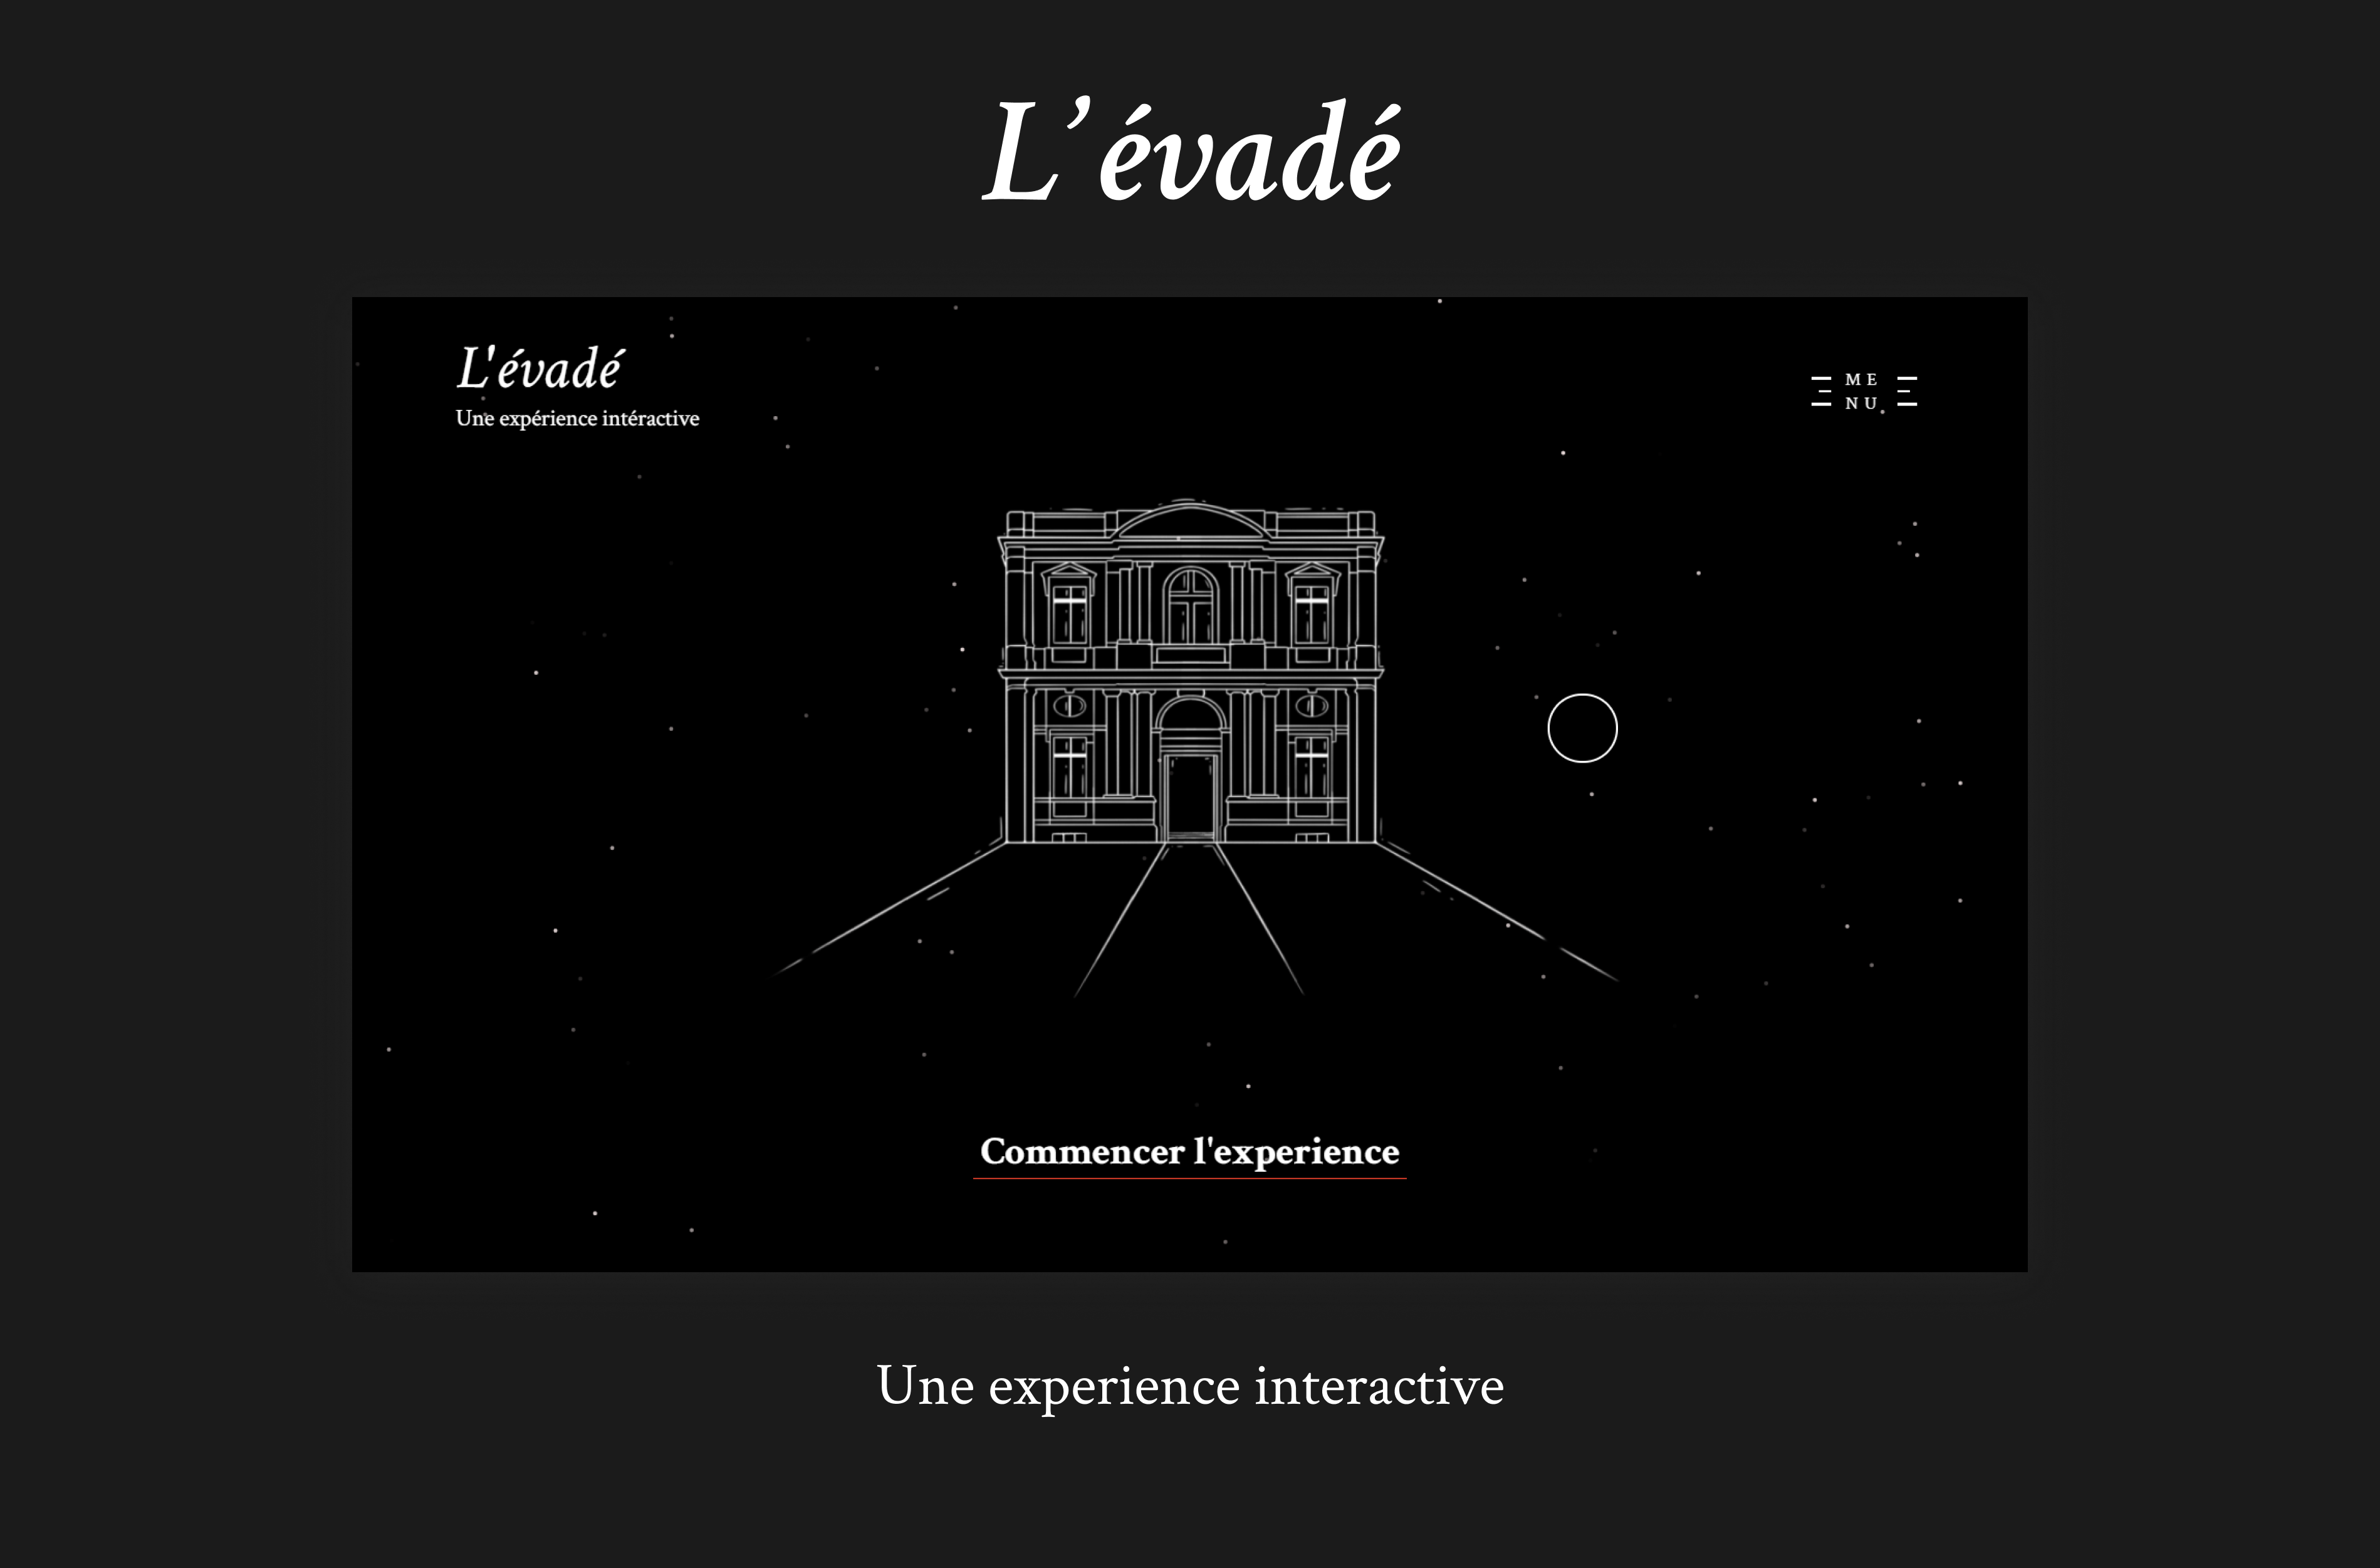 L’évadé
L'évadé
Une expérience intéractive
ME
NU
Commencer l'experience
Une experience interactive